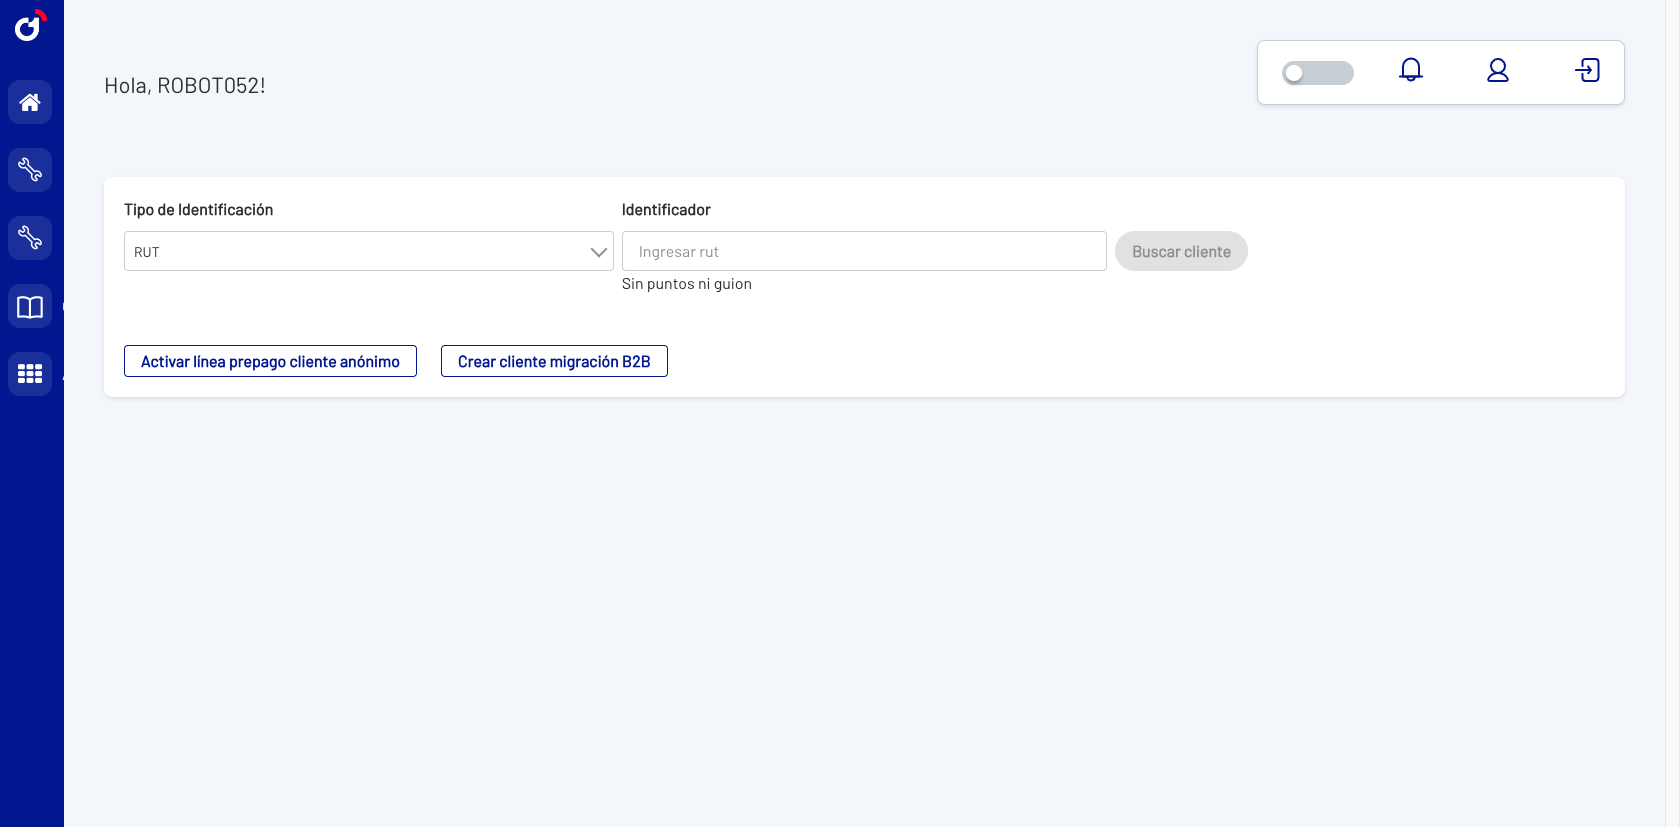 Hola, ROBOT052!
Tipo de Identificación
Identificador
RUT
Ingresar rut
Buscar cliente
Sin puntos ni guion
Activar línea prepago cliente anónimo
Crear cliente migración B2B